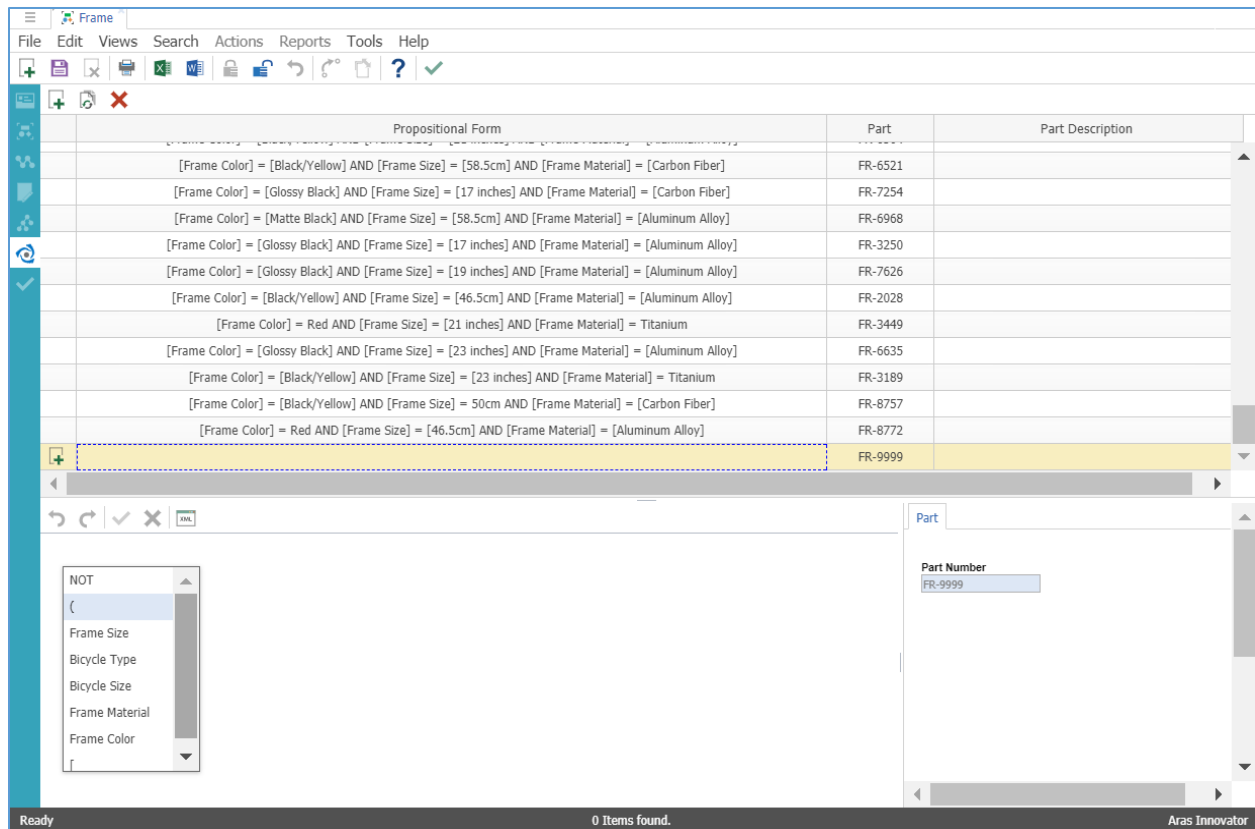 Frame
File Edit Views Search Actions Reports Tools Help
Propositional Form Part Part Description
[Frame Color] = [Black/Yellow] AND [Frame Size] = [58.5cm] AND [Frame Material] = [Carbon Fiber] FR-6521
[Frame Color] = [Glossy Black] AND [Frame Size] = [17 inches] AND [Frame Material] = [Carbon Fiber] FR-7254
[Frame Color] = [Matte Black] AND [Frame Size] = [58.5cm] AND [Frame Material] = [Aluminum Alloy] FR-6968
[Frame Color] = [Glossy Black] AND [Frame Size] = [17 inches] AND [Frame Material] = [Aluminum Alloy] FR-3250
[Frame Color] = [Glossy Black] AND [Frame Size] = [19 inches] AND [Frame Material] = [Aluminum Alloy] FR-7626
[Frame Color] = [Black/Yellow] AND [Frame Size] = [46.5cm] AND [Frame Material] = [Aluminum Alloy] FR-2028
[Frame Color] = Red AND [Frame Size] = [21 inches] AND [Frame Material] = Titanium FR-3449
[Frame Color] = [Glossy Black] AND [Frame Size] = [23 inches] AND [Frame Material] = [Aluminum Alloy] FR-6635
[Frame Color] = [Black/Yellow] AND [Frame Size] = [23 inches] AND [Frame Material] = Titanium FR-3189
[Frame Color] = [Black/Yellow] AND [Frame Size] = 50cm AND [Frame Material] = [Carbon Fiber] FR-8757
[Frame Color] = Red AND [Frame Size] = [46.5cm] AND [Frame Material] = [Aluminum Alloy] FR-8772
FR-9999
XML
Part
Part Number
FR-9999
NOT
(
Frame Size
Bicycle Type
Bicycle Size
Frame Material
Frame Color
[
Ready 0 Items found. Aras Innovator